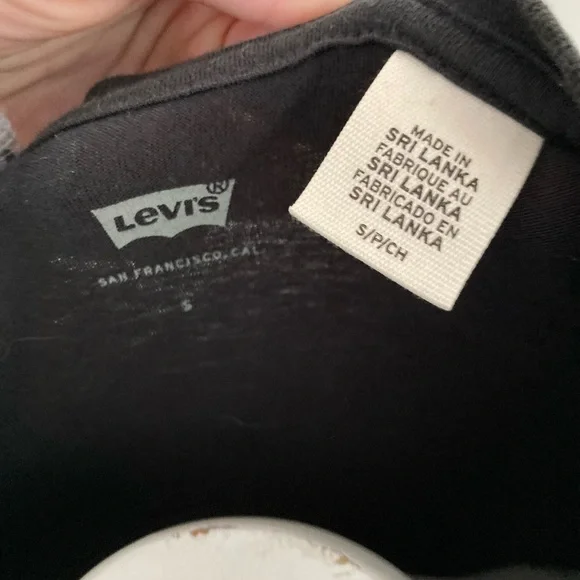 LEVI'S®
SAN FRANCISCO, CAL.
S
MADE IN
SRI LANKA
FABRIQUE AU
SRI LANKA
FABRICADO EN
SRI LANKA
S/P/CH